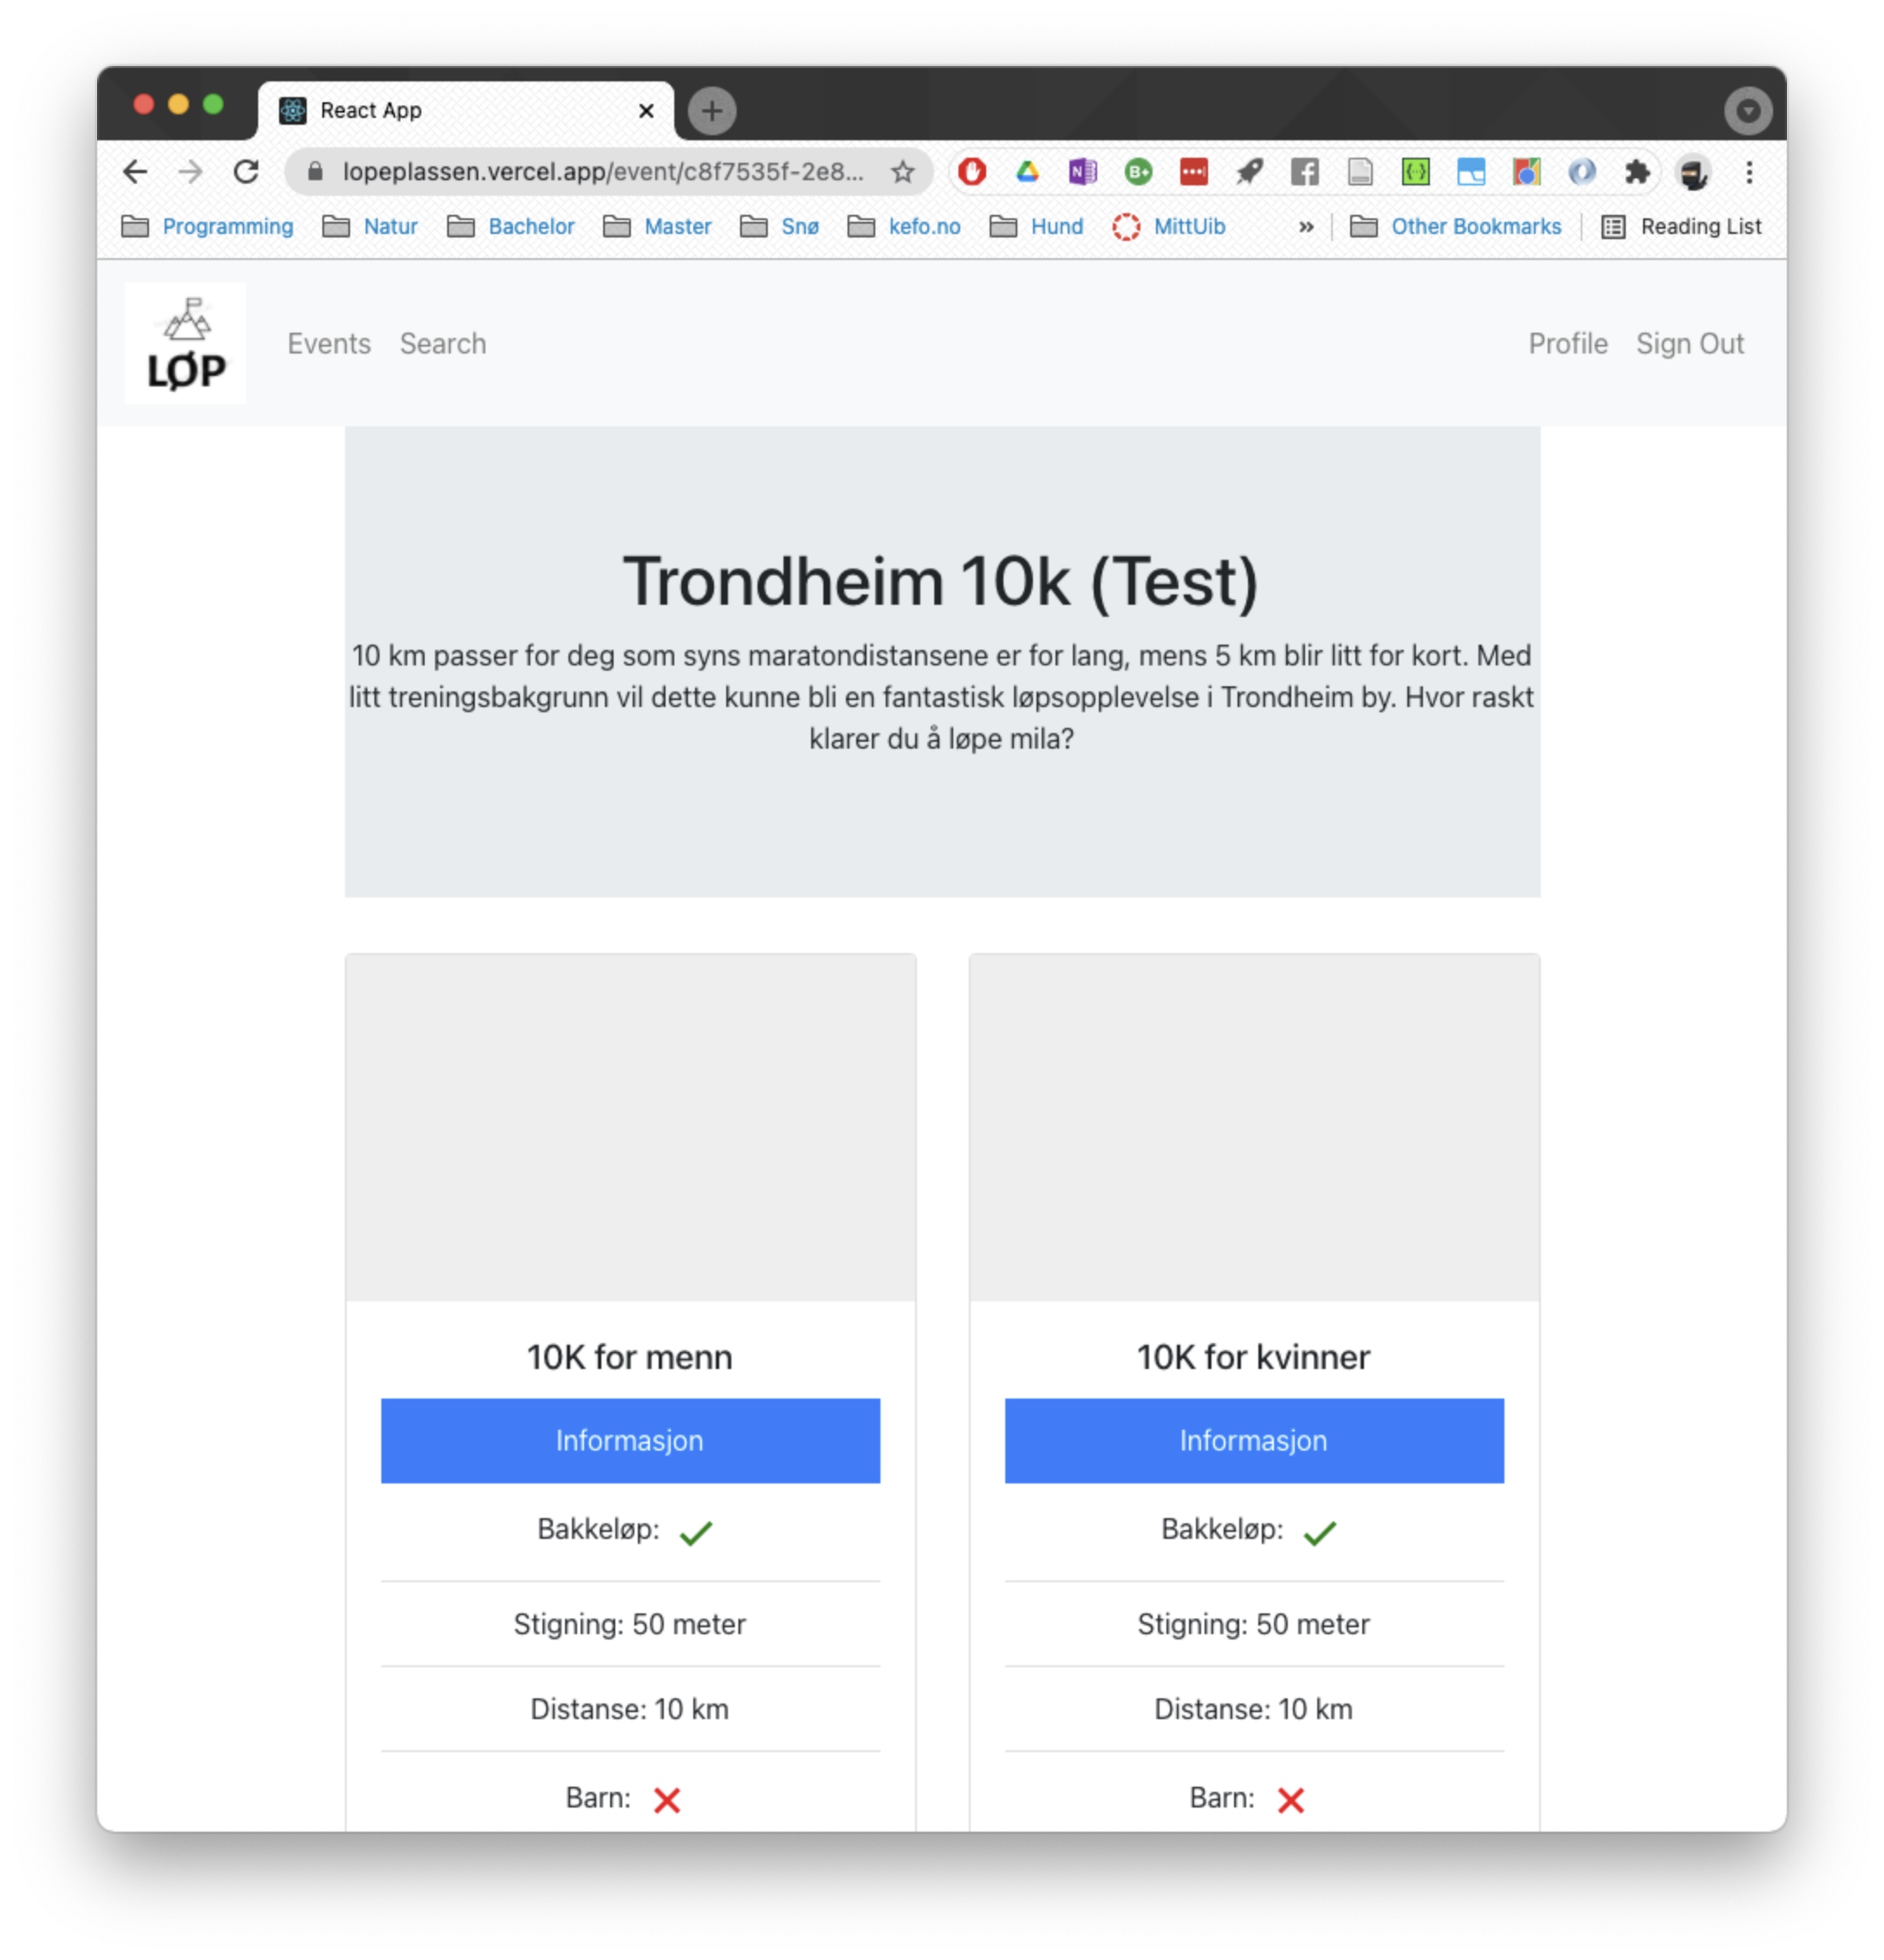 React App
lopeplassen.vercel.app/event/c8f7535f-2e8...
Programming Natur Bachelor Master Snø kefo.no Hund MittUib » Other Bookmarks Reading List
LØP
Events Search Profile Sign Out
Trondheim 10k (Test)
10 km passer for deg som syns maratondistansene er for lang, mens 5 km blir litt for kort. Med
litt treningsbakgrunn vil dette kunne bli en fantastisk løpsopplevelse i Trondheim by. Hvor raskt
klarer du å løpe mila?
10K for menn
Informasjon
Bakkeløp:
Stigning: 50 meter
Distanse: 10 km
Barn:
10K for kvinner
Informasjon
Bakkeløp:
Stigning: 50 meter
Distanse: 10 km
Barn: